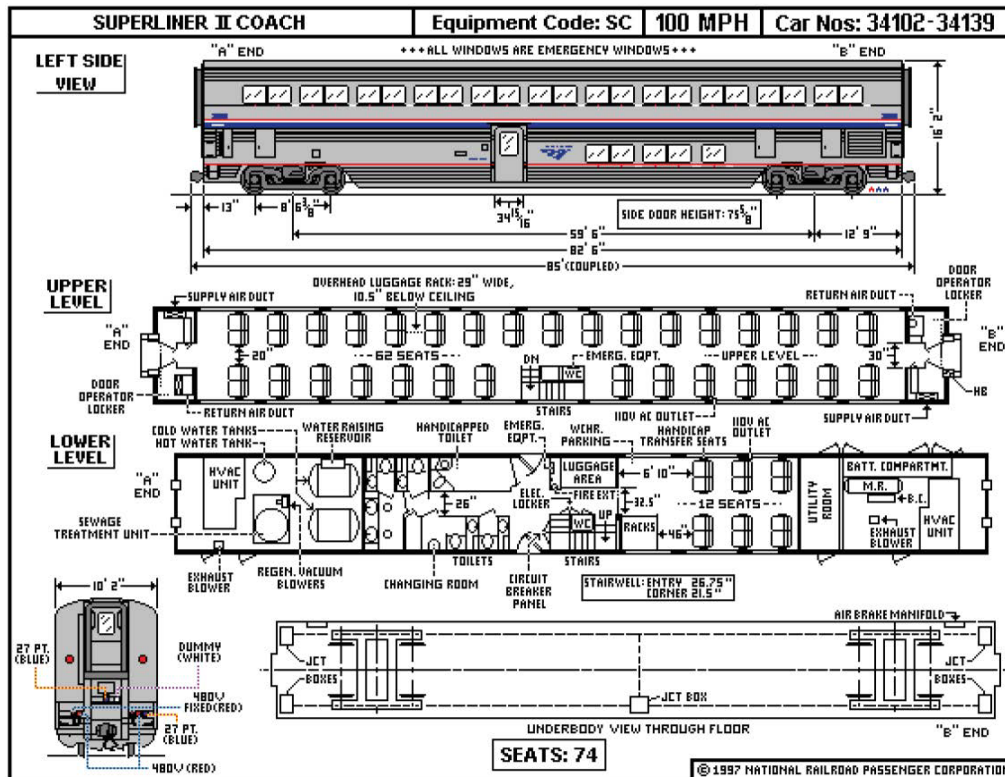 SUPERLINER II COACH
Equipment Code: SC
100 MPH
Car Nos: 34102-34139
LEFT SIDE
VIEW
"A" END
+++ALL WINDOWS ARE EMERGENCY WINDOWS+++
"B" END
16' 2"
13"
8' 6 3/8"
34 15/16"
SIDE DOOR HEIGHT: 75 5/8"
59' 6"
12' 9"
82' 6"
85' (COUPLED)
UPPER
LEVEL
SUPPLY AIR DUCT
OVERHEAD LUGGAGE RACK: 29" WIDE,
10.5" BELOW CEILING
RETURN AIR DUCT
DOOR
OPERATOR
LOCKER
"A"
END
"B"
END
20"
62 SEATS
DN
WC
EMERG. EQPT.
UPPER LEVEL
30"
DOOR
OPERATOR
LOCKER
RETURN AIR DUCT
STAIRS
110V AC OUTLET
SUPPLY AIR DUCT
HB
LOWER
LEVEL
COLD WATER TANKS
HOT WATER TANK
WATER RAISING
RESERVOIR
HANDICAPPED
TOILET
EMERG.
EQPT.
WCHR.
PARKING
HANDICAP
TRANSFER SEATS
110V AC
OUTLET
"A"
END
HVAC
UNIT
LUGGAGE
AREA
6' 10"
UTILITY
ROOM
BATT. COMPARTMT.
M.R.
B.C.
26"
ELEC.
LOCKER
FIRE EXT.
32.5"
12 SEATS
UP
WC
RACKS
46"
EXHAUST
BLOWER
HVAC
UNIT
SEWAGE
TREATMENT UNIT
EXHAUST
BLOWER
REGEN. VACUUM
BLOWERS
TOILETS
CHANGING ROOM
CIRCUIT
BREAKER
PANEL
STAIRS
STAIRWELL: ENTRY 26.75"
CORNER 21.5"
10' 2"
27 PT.
(BLUE)
DUMMY
(WHITE)
480V
FIXED(RED)
27 PT.
(BLUE)
480V (RED)
AIR BRAKE MANIFOLD
JCT
BOXES
JCT BOX
JCT
BOXES
UNDERBODY VIEW THROUGH FLOOR
"B" END
SEATS: 74
© 1997 NATIONAL RAILROAD PASSENGER CORPORATION